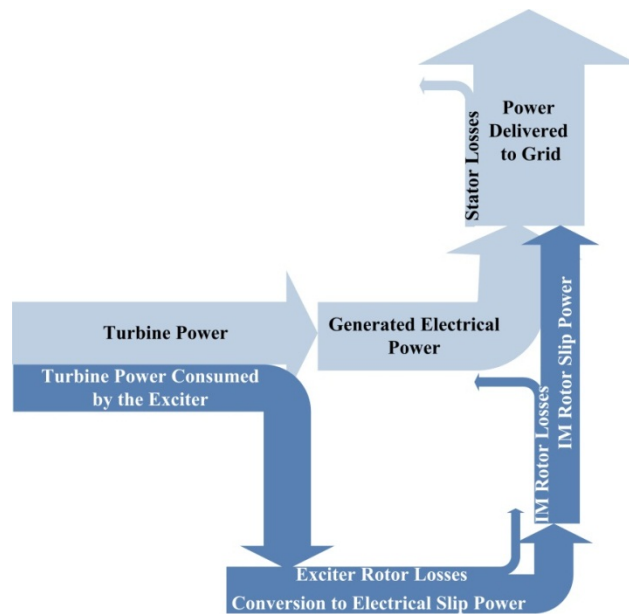 Power
Delivered
to Grid
Stator Losses
Turbine Power
Generated Electrical
Power
Turbine Power Consumed
by the Exciter
IM Rotor Losses
IM Rotor Slip Power
Exciter Rotor Losses
Conversion to Electrical Slip Power